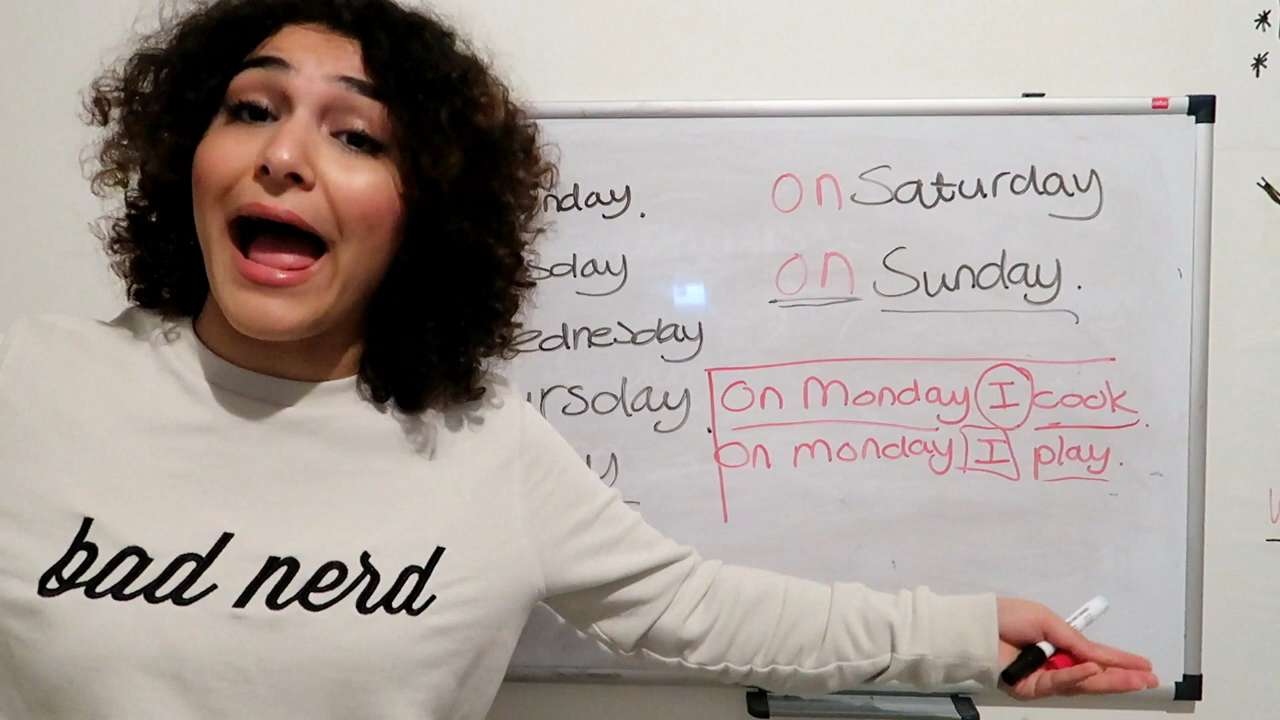 nday.
sday
ednesday
ursday
y
on Saturday
on Sunday.
On Monday I cook.
On monday I play.
bad nerd